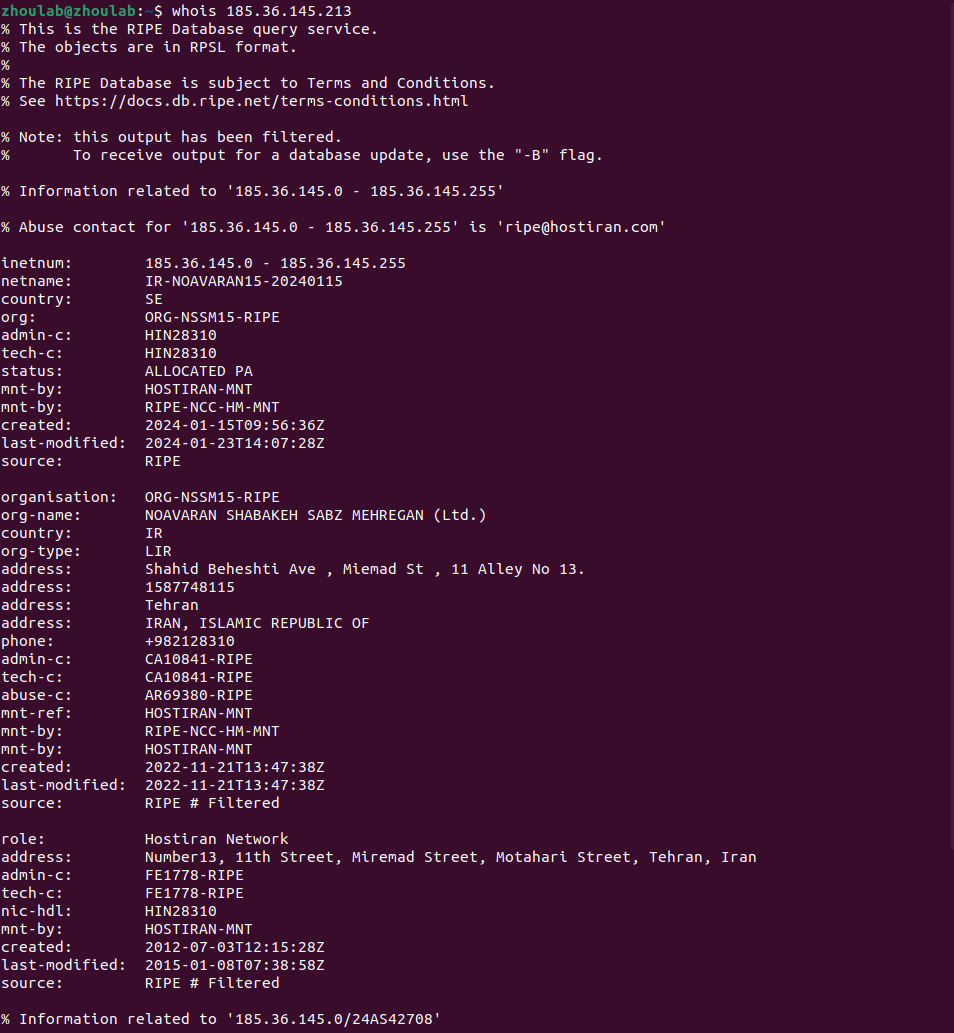 zhoulab@zhoulab:~$ whois 185.36.145.213
% This is the RIPE Database query service.
% The objects are in RPSL format.
%
% The RIPE Database is subject to Terms and Conditions.
% See https://docs.db.ripe.net/terms-conditions.html
% Note: this output has been filtered.
%       To receive output for a database update, use the "-B" flag.
% Information related to '185.36.145.0 - 185.36.145.255'
% Abuse contact for '185.36.145.0 - 185.36.145.255' is 'ripe@hostiran.com'
inetnum:        185.36.145.0 - 185.36.145.255
netname:        IR-NOAVARAN15-20240115
country:        SE
org:            ORG-NSSM15-RIPE
admin-c:        HIN28310
tech-c:         HIN28310
status:         ALLOCATED PA
mnt-by:         HOSTIRAN-MNT
mnt-by:         RIPE-NCC-HM-MNT
created:        2024-01-15T09:56:36Z
last-modified:  2024-01-23T14:07:28Z
source:         RIPE
organisation:   ORG-NSSM15-RIPE
org-name:       NOAVARAN SHABAKEH SABZ MEHREGAN (Ltd.)
country:        IR
org-type:       LIR
address:        Shahid Beheshti Ave , Miemad St , 11 Alley No 13.
address:        1587748115
address:        Tehran
address:        IRAN, ISLAMIC REPUBLIC OF
phone:          +982128310
admin-c:        CA10841-RIPE
tech-c:         CA10841-RIPE
abuse-c:        AR69380-RIPE
mnt-ref:        HOSTIRAN-MNT
mnt-by:         RIPE-NCC-HM-MNT
mnt-by:         HOSTIRAN-MNT
created:        2022-11-21T13:47:38Z
last-modified:  2022-11-21T13:47:38Z
source:         RIPE # Filtered
role:           Hostiran Network
address:        Number13, 11th Street, Miremad Street, Motahari Street, Tehran, Iran
admin-c:        FE1778-RIPE
tech-c:         FE1778-RIPE
nic-hdl:        HIN28310
mnt-by:         HOSTIRAN-MNT
created:        2012-07-03T12:15:28Z
last-modified:  2015-01-08T07:38:58Z
source:         RIPE # Filtered
% Information related to '185.36.145.0/24AS42708'